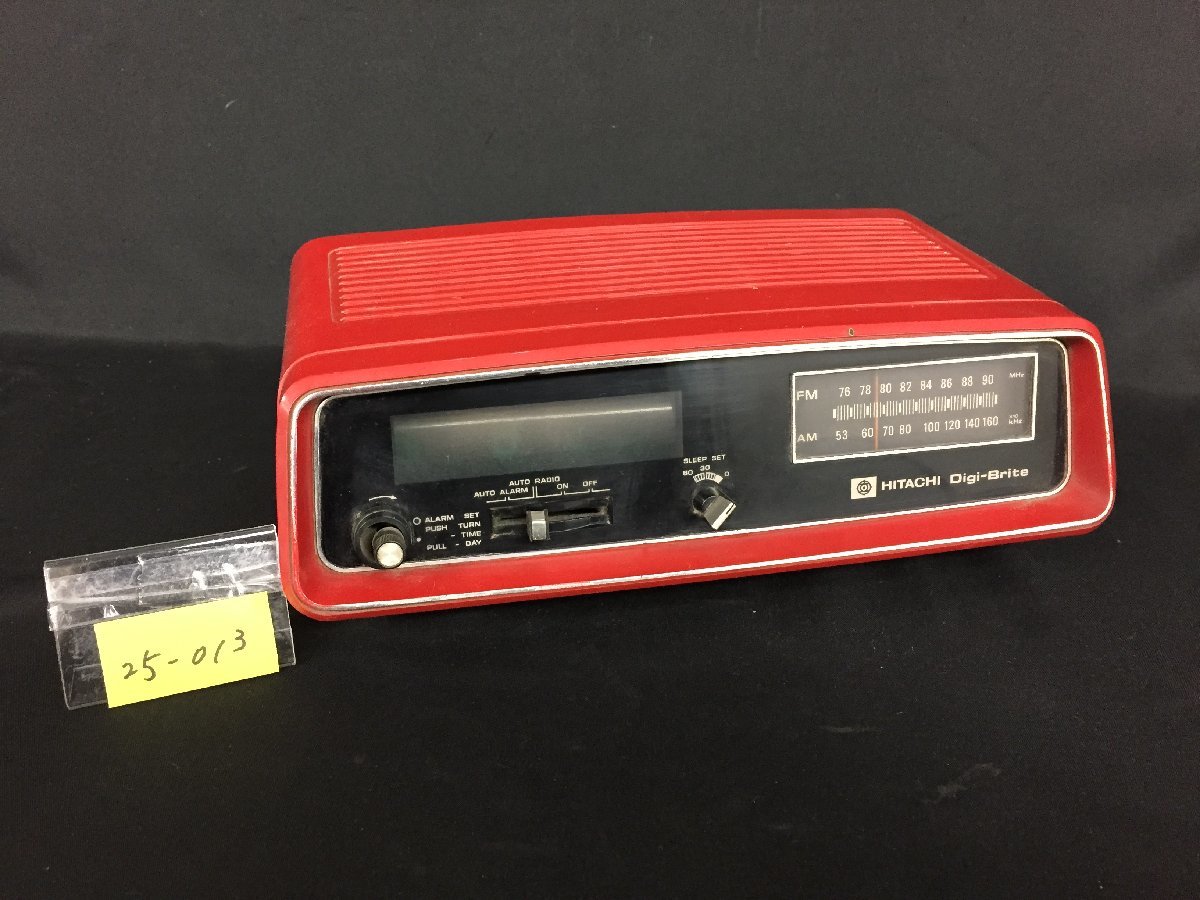 FM 76 78 80 82 84 86 88 90 MHz
AM 53 60 70 80 100 120 140 160 x10 kHz
HITACHI Digi-Brite
SLEEP SET
60 30 0
AUTO RADIO
AUTO ALARM ON OFF
ALARM SET
PUSH TURN
- TIME
PULL - DAY
25-013